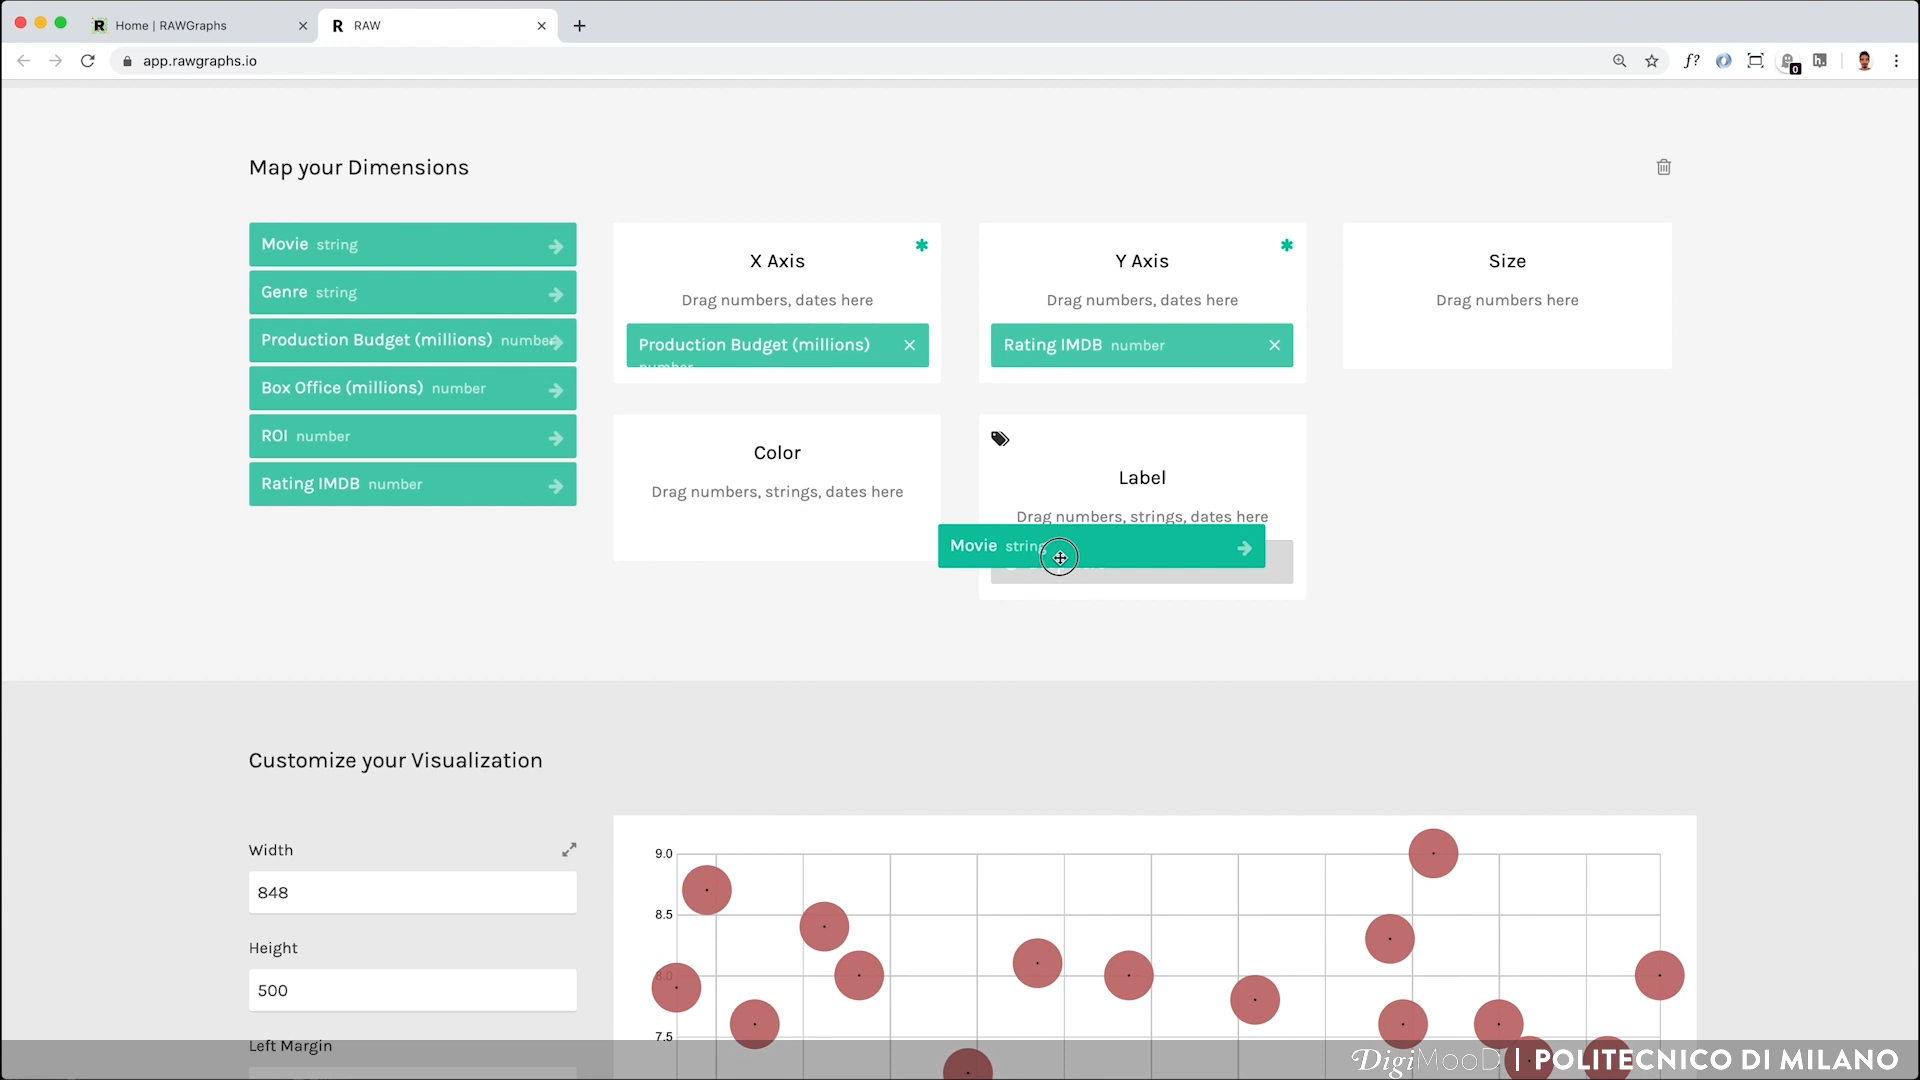 Home | RAWGraphs
RAW
app.rawgraphs.io
f?
0
Map your Dimensions
Movie string
Genre string
Production Budget (millions) number
Box Office (millions) number
ROI number
Rating IMDB number
X Axis
Drag numbers, dates here
Production Budget (millions)
number
Y Axis
Drag numbers, dates here
Rating IMDB number
Size
Drag numbers here
Color
Drag numbers, strings, dates here
Label
Drag numbers, strings, dates here
Movie string
Customize your Visualization
Width
848
Height
500
Left Margin
9.0
8.5
8.0
7.5
DigiMooD | POLITECNICO DI MILANO